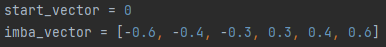 start_vector = 0
imba_vector = [-0.6, -0.4, -0.3, 0.3, 0.4, 0.6]